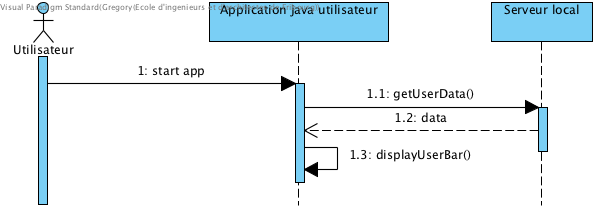 Visual Paradigm Standard(Gregory(Ecole d'ingenieurs et
Application java utilisateur
Serveur local
Utilisateur
1: start app
1.1: getUserData()
1.2: data
1.3: displayUserBar()